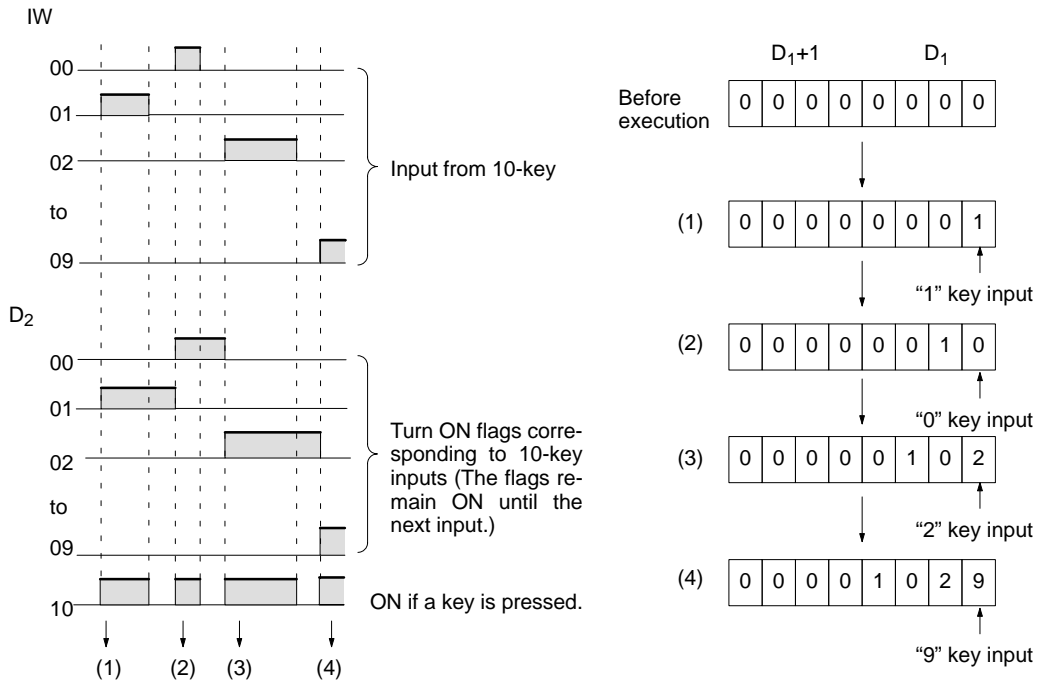 IW
00
01
02
to
09
Input from 10-key
D2
00
01
02
to
09
10
Turn ON flags corre-
sponding to 10-key
inputs (The flags re-
main ON until the
next input.)
ON if a key is pressed.
(1) (2) (3) (4)
D1+1 D1
Before
execution
0 0 0 0 0 0 0 0
(1) 0 0 0 0 0 0 0 1
“1” key input
(2) 0 0 0 0 0 0 1 0
“0” key input
(3) 0 0 0 0 0 1 0 2
“2” key input
(4) 0 0 0 0 1 0 2 9
“9” key input